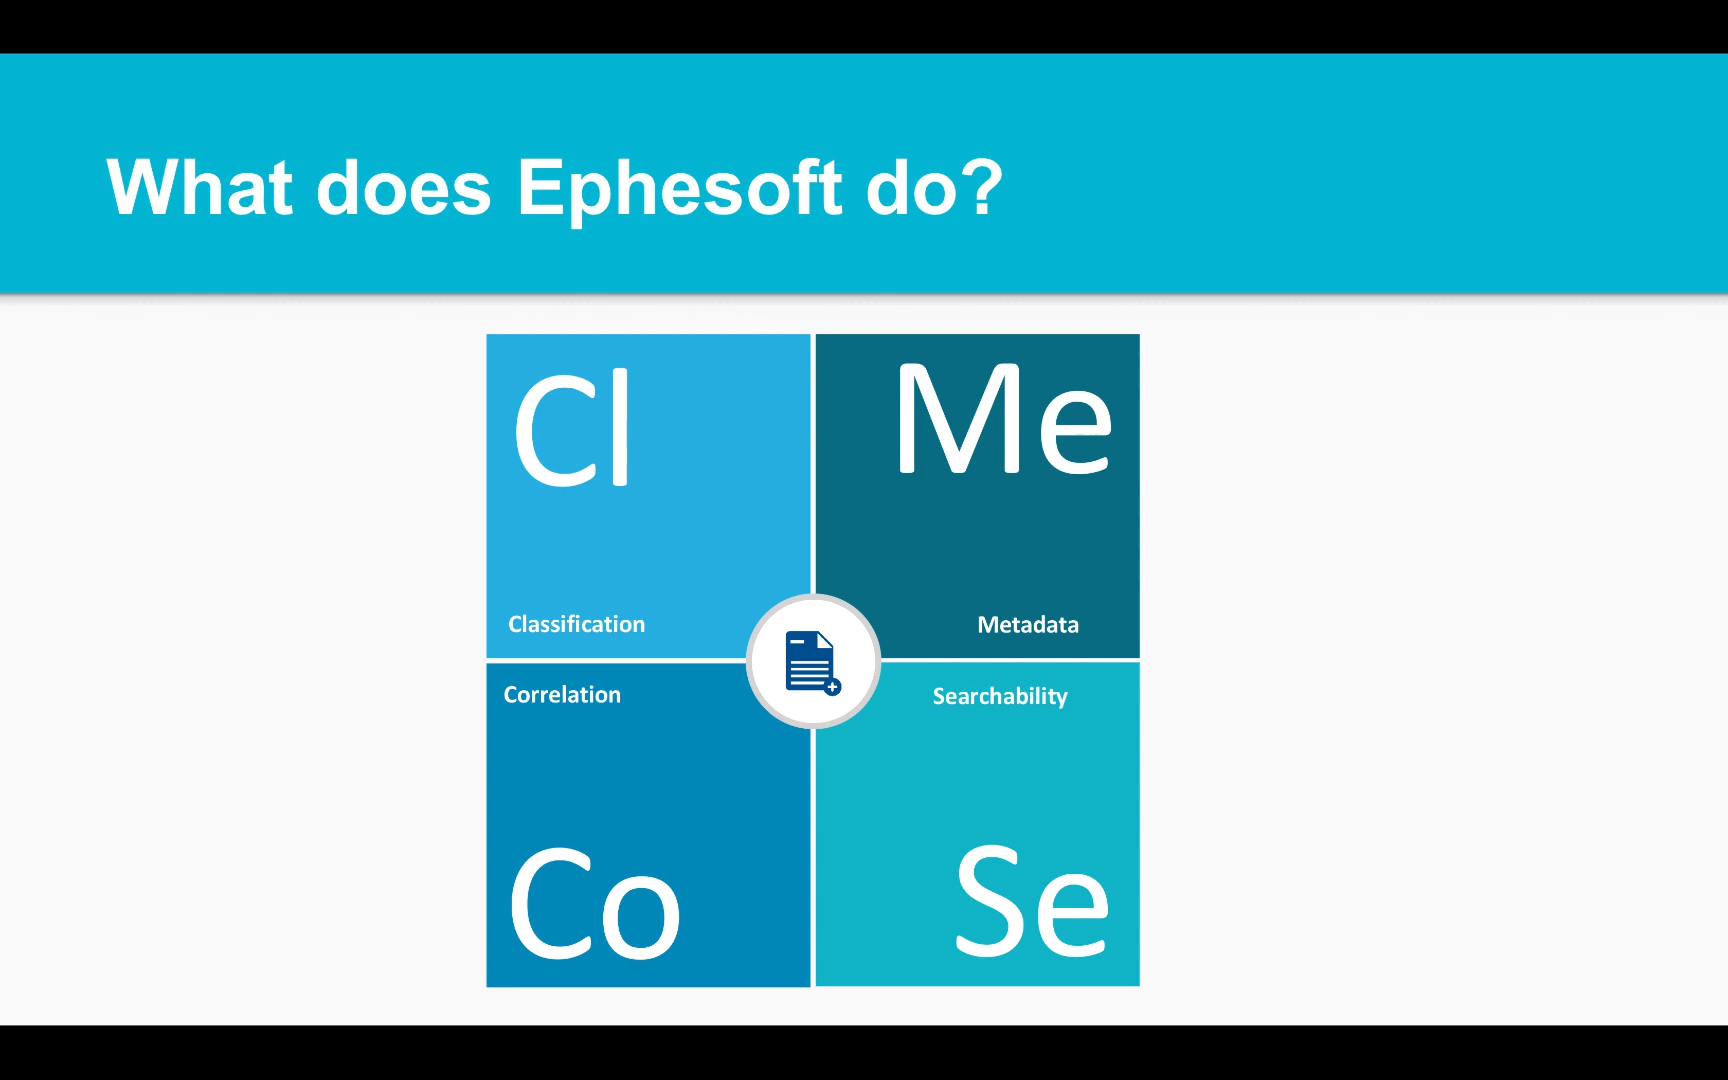 What does Ephesoft do?
Cl
Me
Classification
Metadata
Correlation
Searchability
Co
Se